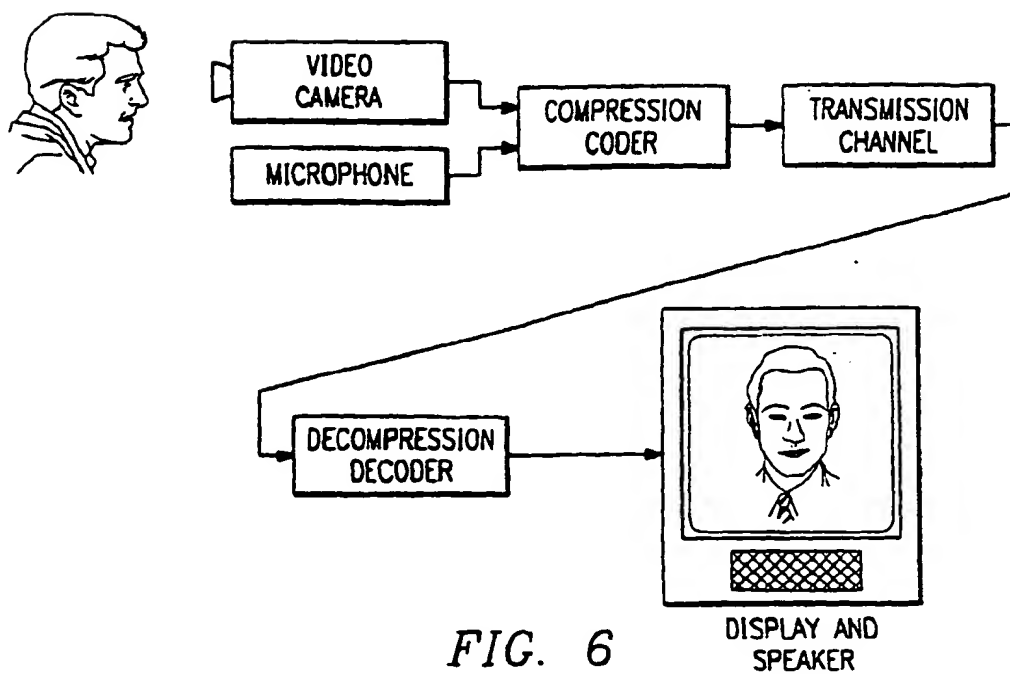 VIDEO
CAMERA
MICROPHONE
COMPRESSION
CODER
TRANSMISSION
CHANNEL
DECOMPRESSION
DECODER
DISPLAY AND
SPEAKER
FIG. 6